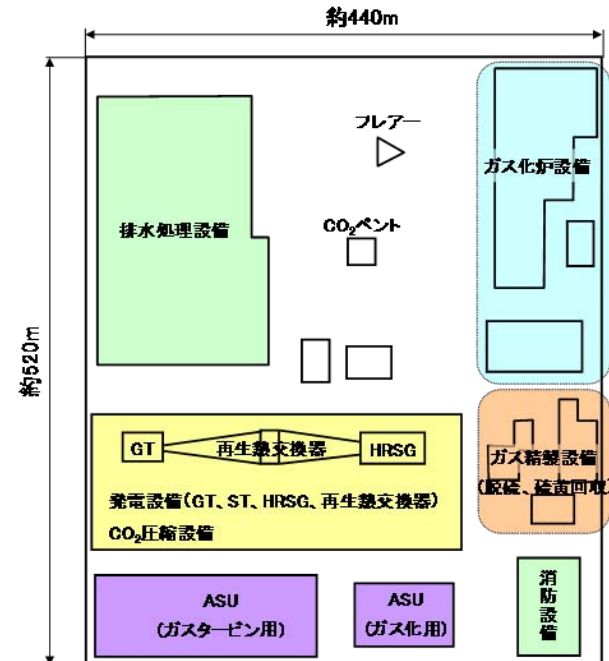 約440m
約520m
フレアー
ガス化炉設備
排水処理設備
CO₂ベント
GT
再生熱交換器
HRSG
ガス精製設備
(脱硫、硫黄回収)
発電設備(GT、ST、HRSG、再生熱交換器)
CO₂圧縮設備
ASU
(ガスタービン用)
ASU
(ガス化用)
消防設備